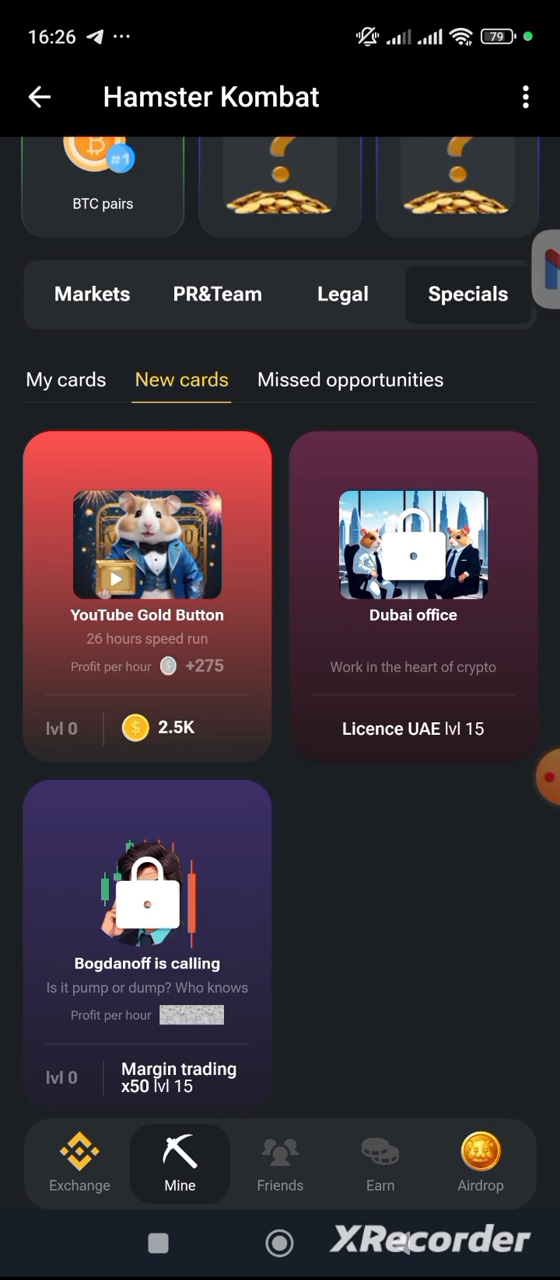 16:26
79
Hamster Kombat
#1
BTC pairs
Markets PR&Team Legal Specials
My cards New cards Missed opportunities
YouTube Gold Button
26 hours speed run
Profit per hour +275
lvl 0 2.5K
Dubai office
Work in the heart of crypto
Licence UAE lvl 15
Bogdanoff is calling
Is it pump or dump? Who knows
Profit per hour
lvl 0 Margin trading
x50 lvl 15
Exchange Mine Friends Earn Airdrop
XRecorder